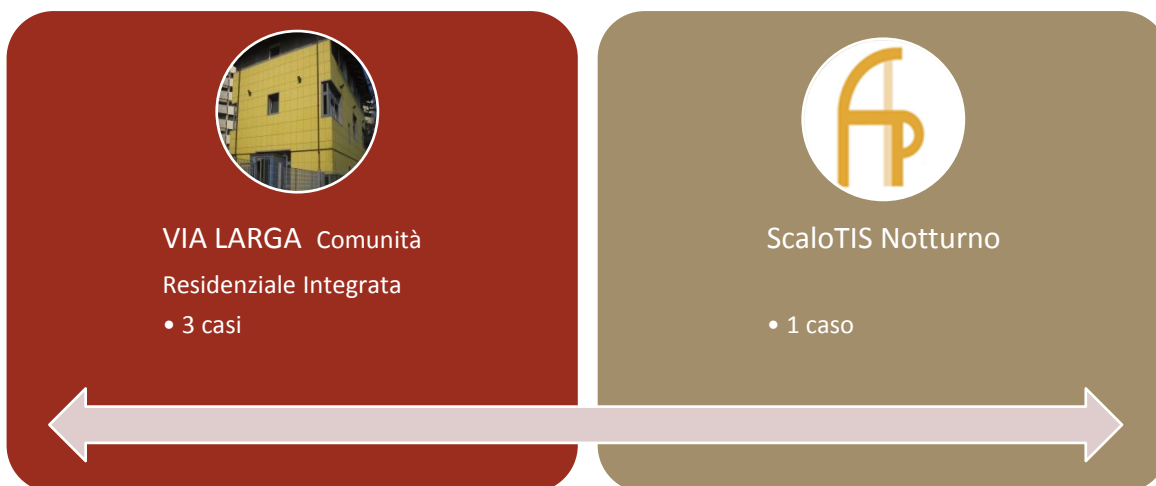 VIA LARGA Comunità
Residenziale Integrata
• 3 casi
ScaloTIS Notturno
• 1 caso